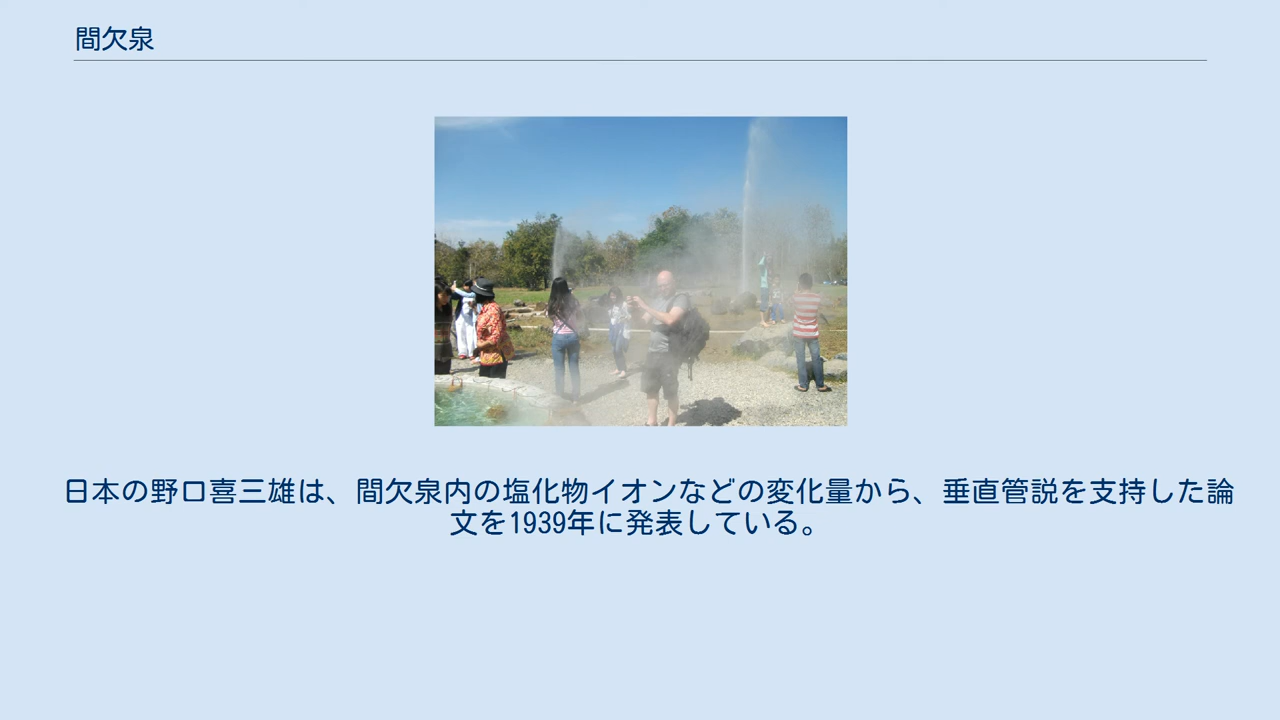 間欠泉
日本の野口喜三雄は、間欠泉内の塩化物イオンなどの変化量から、垂直管説を支持した論
文を1939年に発表している。